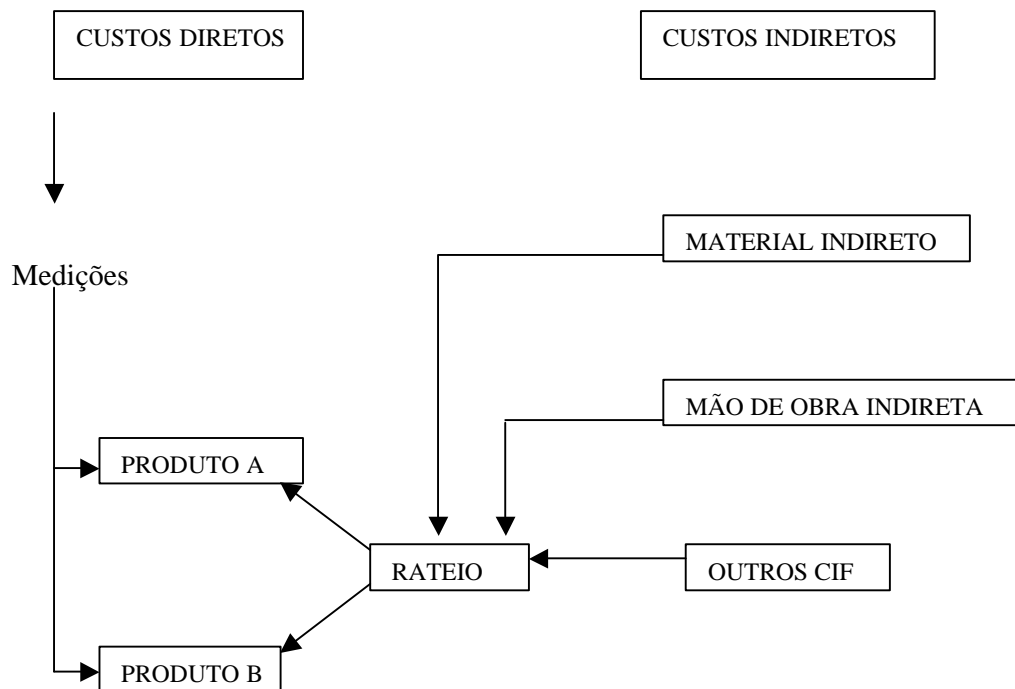 CUSTOS DIRETOS
CUSTOS INDIRETOS
MATERIAL INDIRETO
Medições
MÃO DE OBRA INDIRETA
PRODUTO A
RATEIO
OUTROS CIF
PRODUTO B